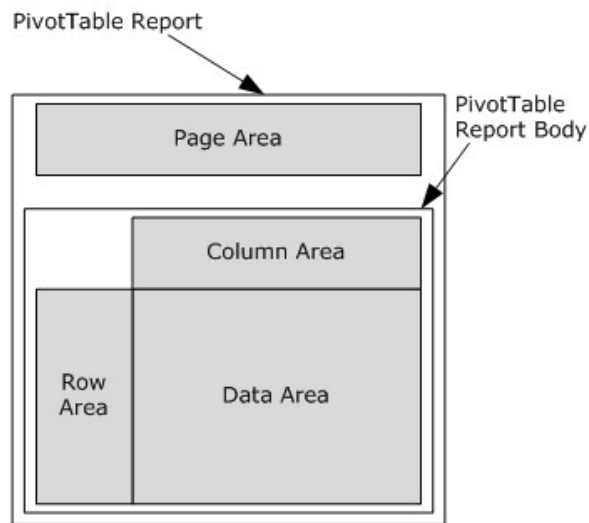 PivotTable Report
PivotTable
Report Body
Page Area
Column Area
Row
Area
Data Area